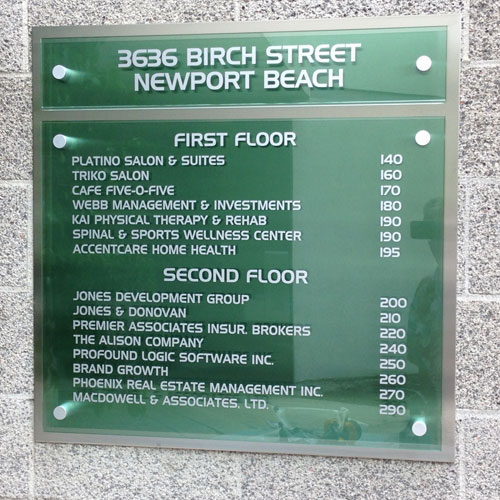 3636 BIRCH STREET
NEWPORT BEACH
FIRST FLOOR
PLATINO SALON & SUITES 140
TRIKO SALON 160
CAFE FIVE-O-FIVE 170
WEBB MANAGEMENT & INVESTMENTS 180
KAI PHYSICAL THERAPY & REHAB 190
SPINAL & SPORTS WELLNESS CENTER 190
ACCENTCARE HOME HEALTH 195
SECOND FLOOR
JONES DEVELOPMENT GROUP 200
JONES & DONOVAN 210
PREMIER ASSOCIATES INSUR. BROKERS 220
THE ALISON COMPANY 240
PROFOUND LOGIC SOFTWARE INC. 250
BRAND GROWTH 260
PHOENIX REAL ESTATE MANAGEMENT INC. 270
MACDOWELL & ASSOCIATES, LTD. 290